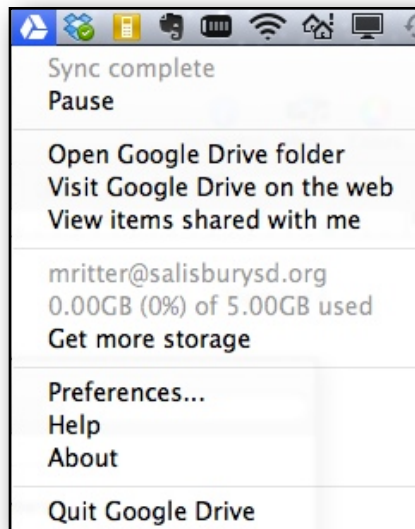 Sync complete
Pause
Open Google Drive folder
Visit Google Drive on the web
View items shared with me
mritter@salisburysd.org
0.00GB (0%) of 5.00GB used
Get more storage
Preferences...
Help
About
Quit Google Drive